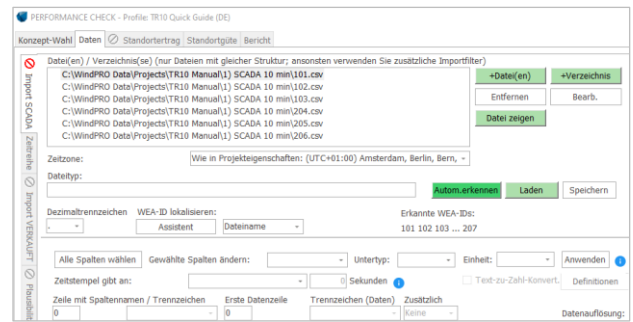 PERFORMANCE CHECK - Profile: TR10 Quick Guide (DE)
Konzept-Wahl Daten Standortertrag Standortgüte Bericht
Datei(en) / Verzeichnis(se) (nur Dateien mit gleicher Struktur; ansonsten verwenden Sie zusätzliche Importfilter)
C:\WindPRO Data\Projects\TR10 Manual\1) SCADA 10 min\101.csv
C:\WindPRO Data\Projects\TR10 Manual\1) SCADA 10 min\102.csv
C:\WindPRO Data\Projects\TR10 Manual\1) SCADA 10 min\103.csv
C:\WindPRO Data\Projects\TR10 Manual\1) SCADA 10 min\204.csv
C:\WindPRO Data\Projects\TR10 Manual\1) SCADA 10 min\205.csv
C:\WindPRO Data\Projects\TR10 Manual\1) SCADA 10 min\206.csv
+Datei(en) +Verzeichnis
Entfernen Bearb.
Datei zeigen
Import SCADA
Zeitreihe
Import VERKAUFT
Plausibilit
Zeitzone: Wie in Projekteigenschaften: (UTC+01:00) Amsterdam, Berlin, Bern,
Dateityp:
Autom.erkennen Laden Speichern
Dezimaltrennzeichen WEA-ID lokalisieren: Erkannte WEA-IDs:
. Assistent Dateiname 101 102 103 ... 207
Alle Spalten wählen Gewählte Spalten ändern: Untertyp: Einheit: Anwenden
Zeitstempel gibt an: 0 Sekunden Text-zu-Zahl-Konvert. Definitionen
Zeile mit Spaltennamen / Trennzeichen Erste Datenzeile Trennzeichen (Daten) Zusätzlich
0 0 Keine Datenauflösung: